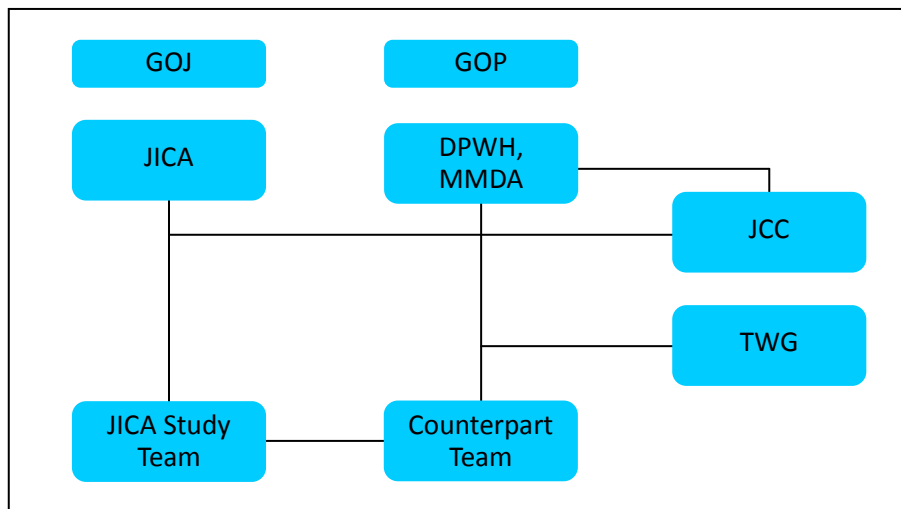 GOJ
GOP
JICA
DPWH,
MMDA
JCC
TWG
JICA Study
Team
Counterpart
Team